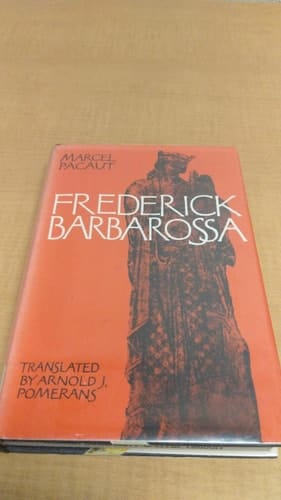 MARCEL
PACAUT
FREDERICK
BARBAROSSA
TRANSLATED
BY ARNOLD J.
POMERANS